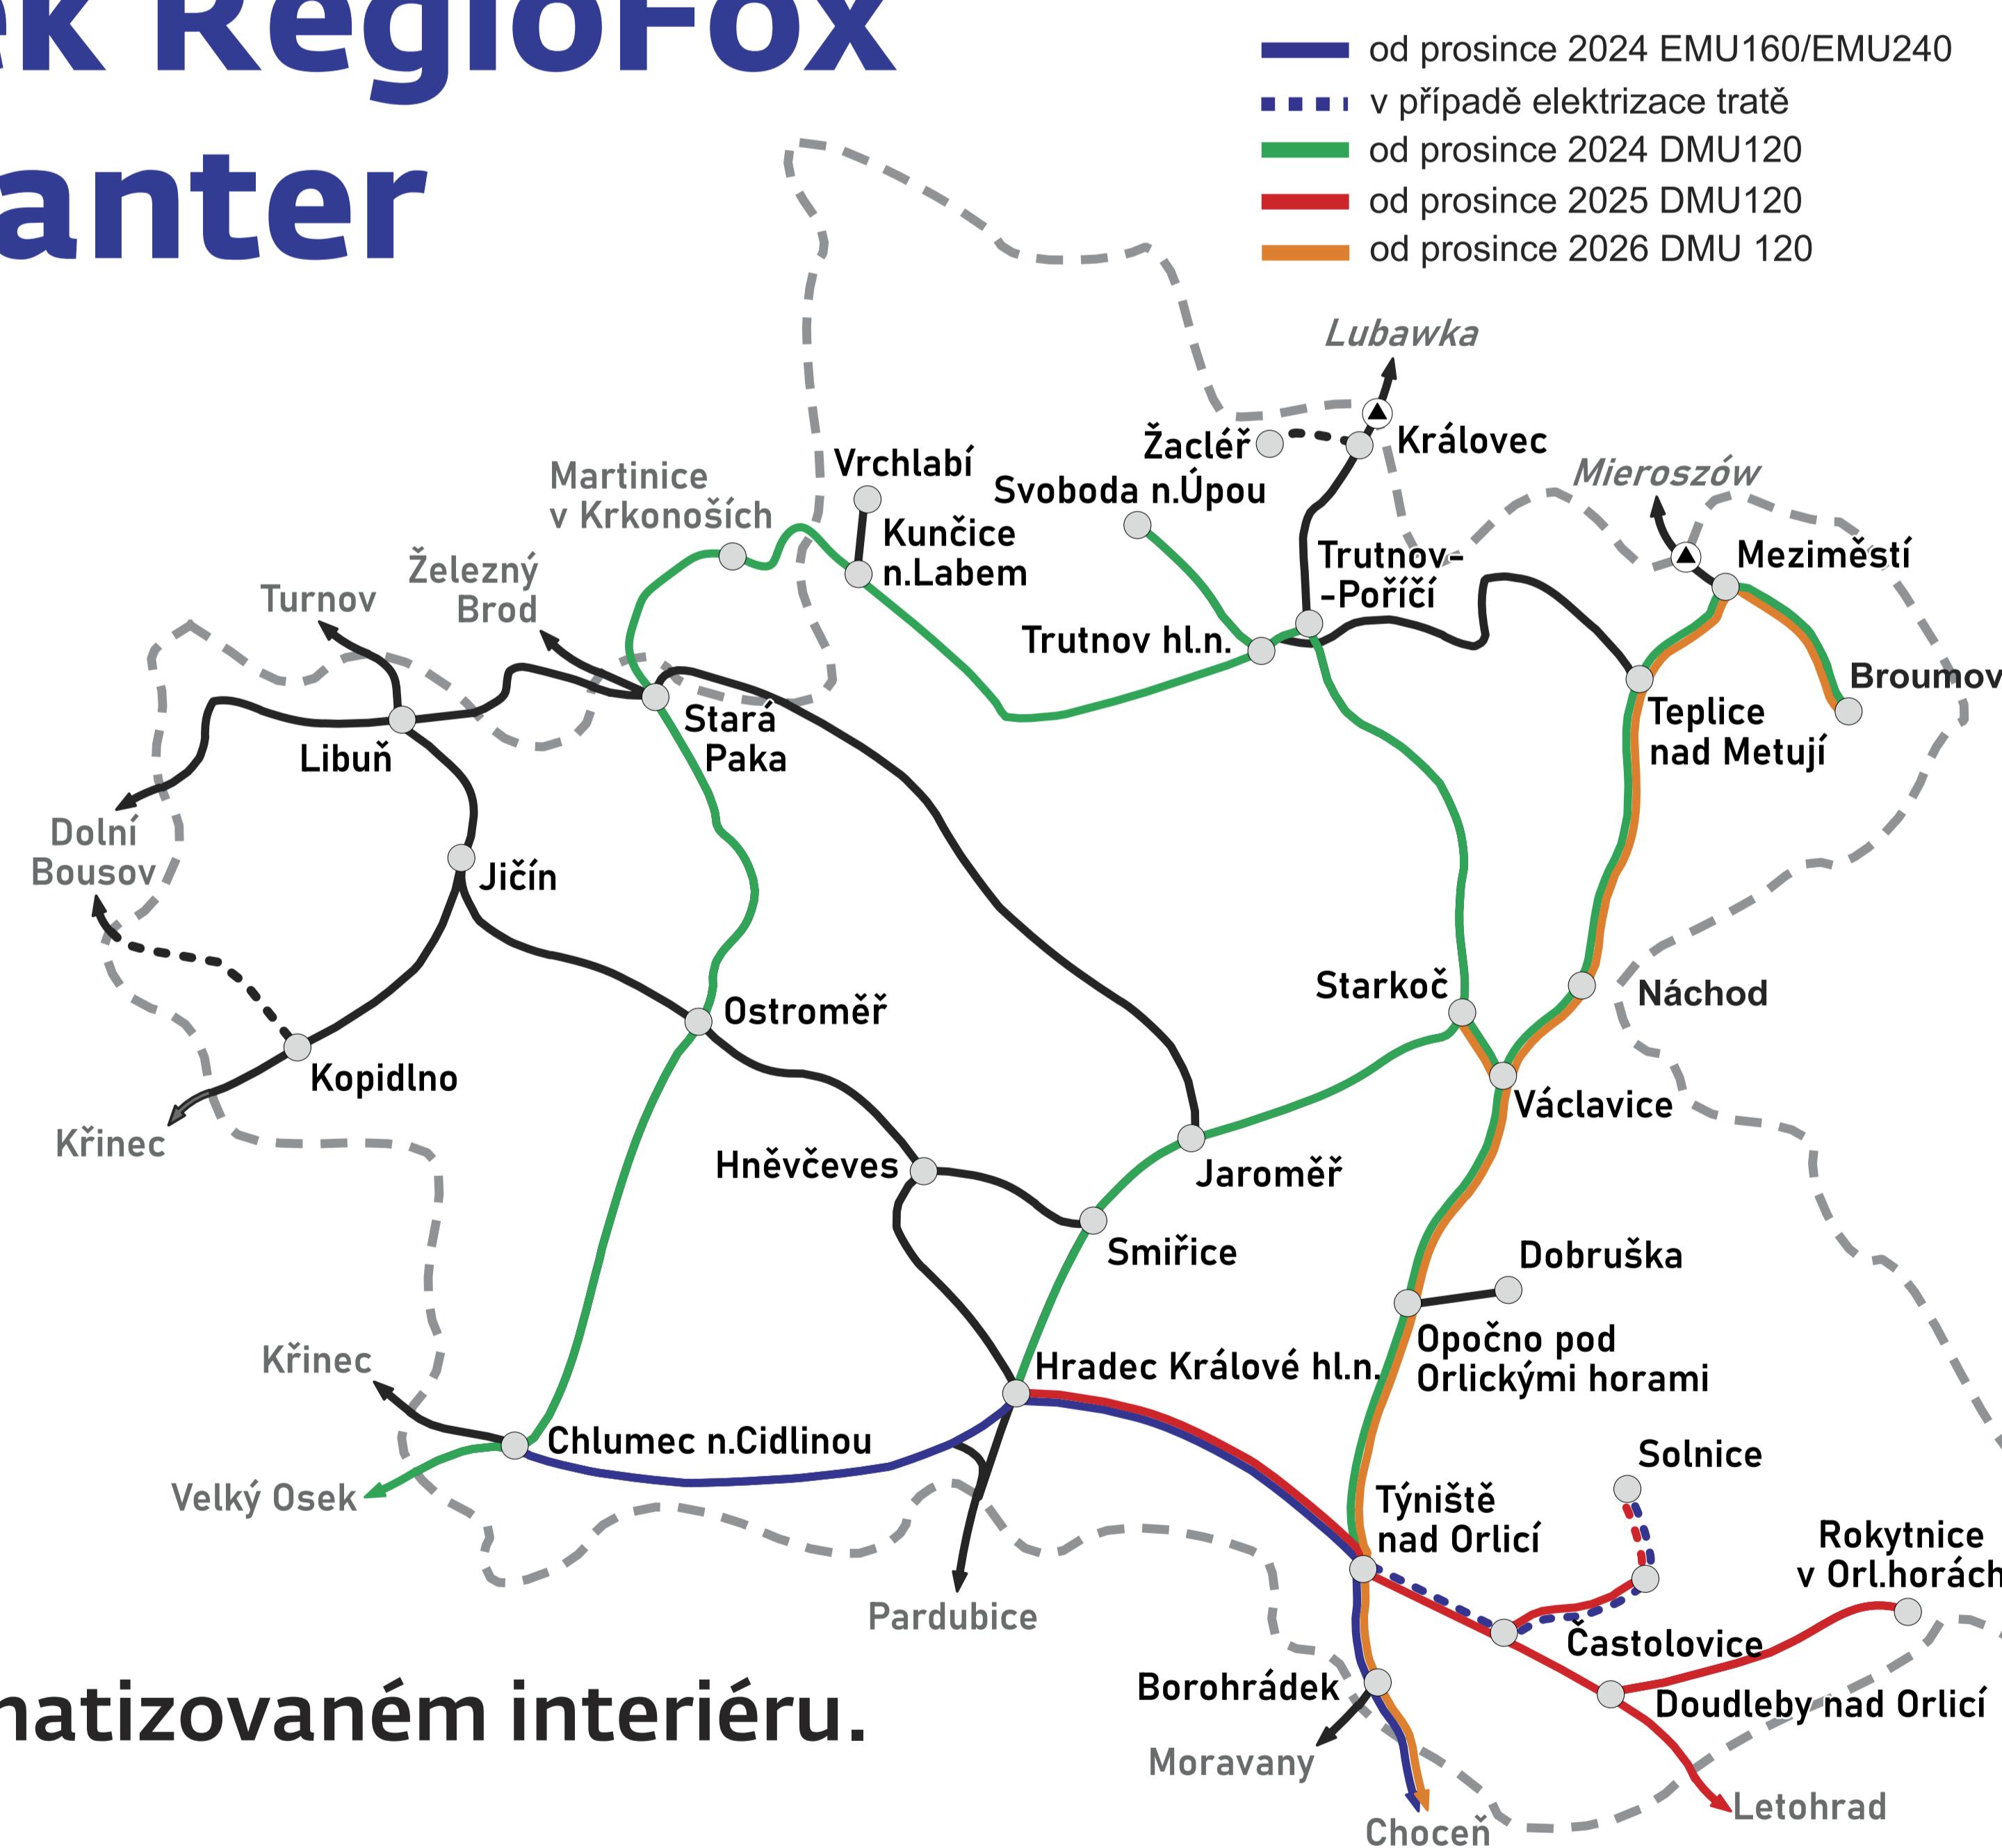 ek RegioFox
anter
od prosince 2024 EMU160/EMU240
v případě elektrizace tratě
od prosince 2024 DMU120
od prosince 2025 DMU120
od prosince 2026 DMU 120
Lubawka
Žacléř
Královec
Mieroszów
Vrchlabí
Svoboda n.Úpou
Martinice
v Krkonoších
Kunčice
n.Labem
Trutnov-
-Poříčí
Meziměstí
Železný
Brod
Turnov
Trutnov hl.n.
Broumov
Stará
Paka
Teplice
nad Metují
Libuň
Dolní
Bousov
Jičín
Starkoč
Náchod
Ostroměř
Kopidlno
Václavice
Křinec
Hněvčeves
Jaroměř
Smiřice
Dobruška
Opočno pod
Orlickými horami
Křinec
Hradec Králové hl.n.
Chlumec n.Cidlinou
Solnice
Velký Osek
Týniště
nad Orlicí
Rokytnice
v Orl.horách
Pardubice
Častolovice
Borohrádek
Doudleby nad Orlicí
matizovaném interiéru.
Moravany
Letohrad
Choceň